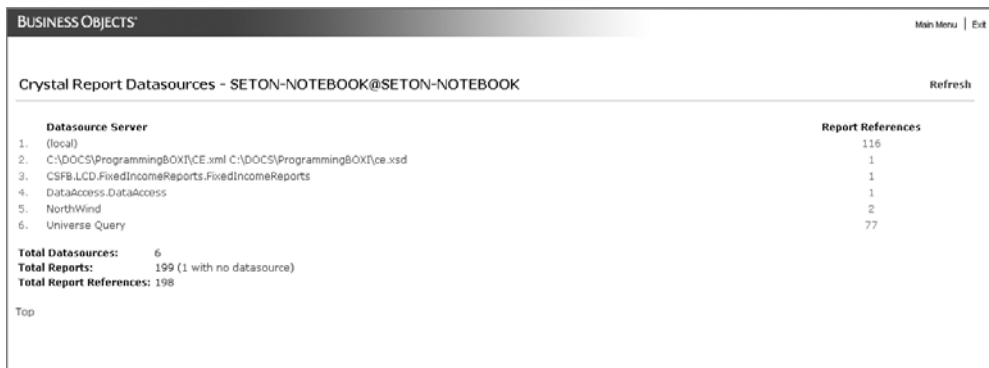 BUSINESS OBJECTS
Main Menu | Exit
Crystal Report Datasources - SETON-NOTEBOOK@SETON-NOTEBOOK Refresh
Datasource Server Report References
1. (local) 116
2. C:\DOCS\ProgrammingBOXI\CE.xml C:\DOCS\ProgrammingBOXI\ce.xsd 1
3. CSFB.LCD.FixedIncomeReports.FixedIncomeReports 1
4. DataAccess.DataAccess 1
5. NorthWind 2
6. Universe Query 77
Total Datasources: 6
Total Reports: 199 (1 with no datasource)
Total Report References: 198
Top